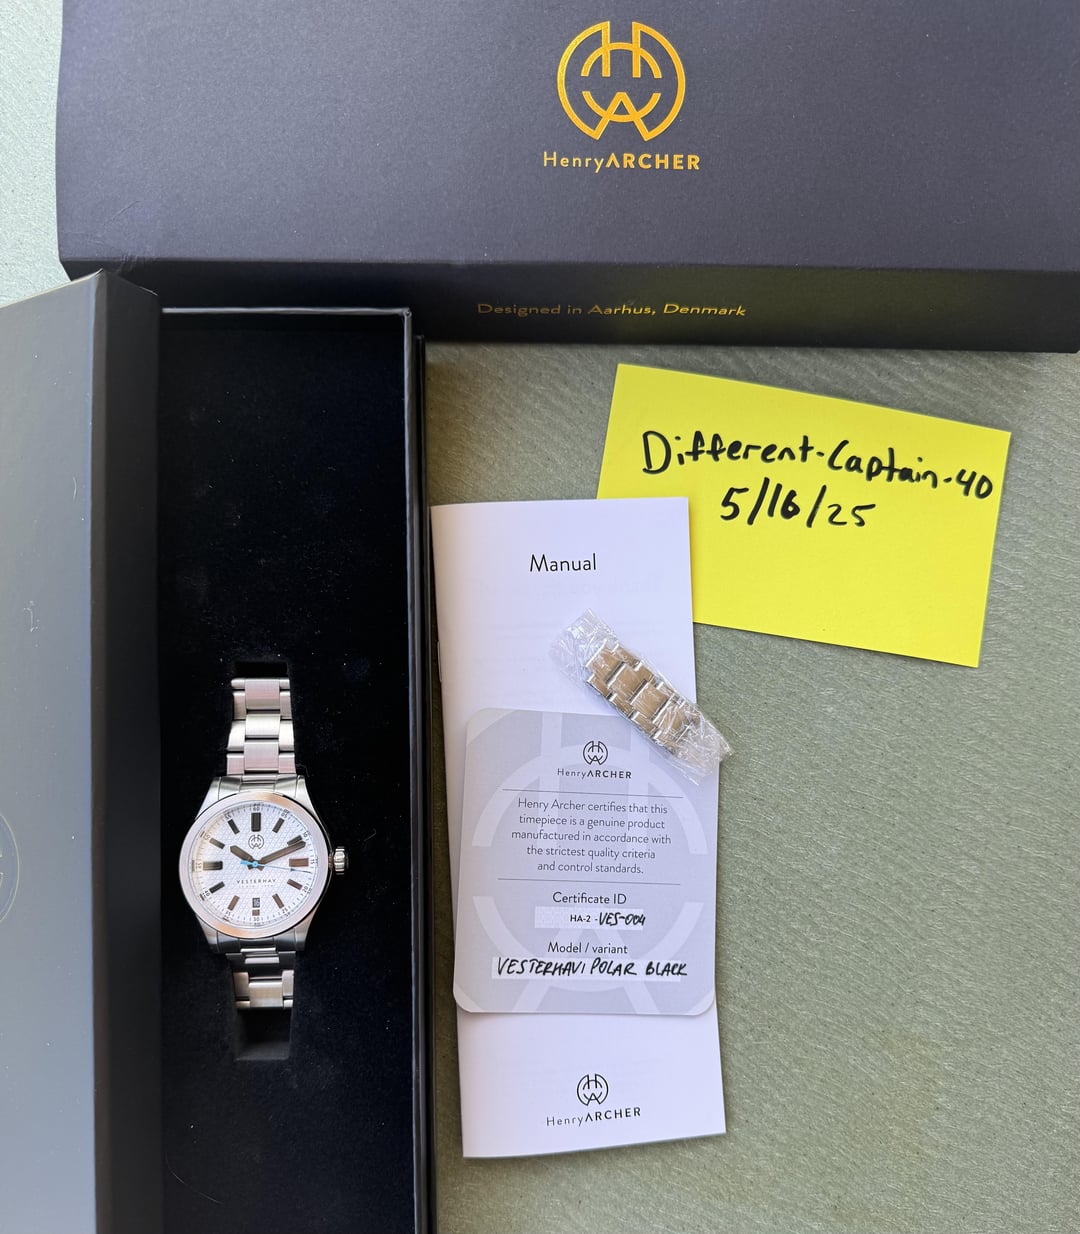 HenryARCHER
Designed in Aarhus, Denmark
Different-Captain-40
5/16/25
Manual
HenryARCHER
Henry Archer certifies that this
timepiece is a genuine product
manufactured in accordance with
the strictest quality criteria
and control standards.
Certificate ID
HA-2-VES-004
Model / variant
VESTERHAV1 POLAR BLACK
HenryARCHER
VESTERHAV